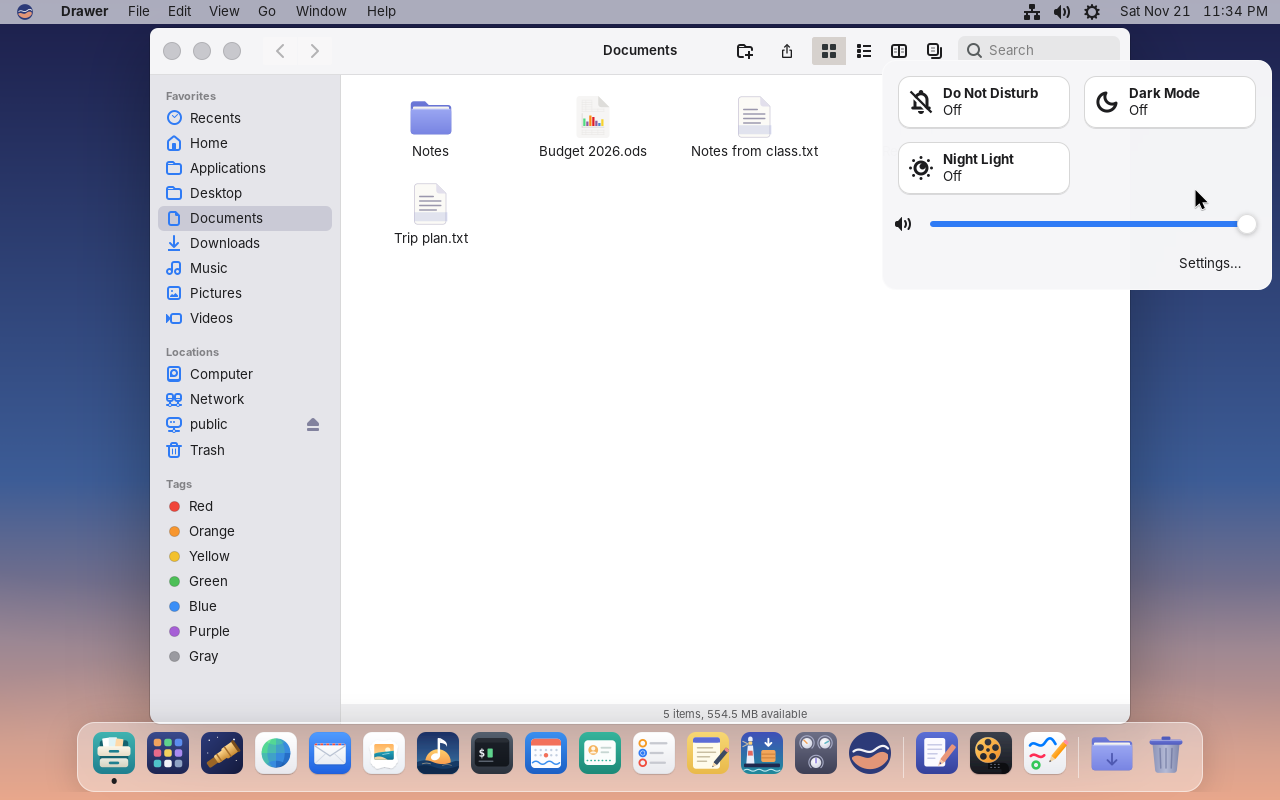 Drawer File Edit View Go Window Help Sat Nov 21 11:34 PM
Documents
Search
Favorites
Recents
Home
Applications
Desktop
Documents
Downloads
Music
Pictures
Videos
Locations
Computer
Network
public
Trash
Tags
Red
Orange
Yellow
Green
Blue
Purple
Gray
Notes
Budget 2026.ods
Notes from class.txt
Trip plan.txt
Do Not Disturb
Off
Dark Mode
Off
Night Light
Off
Settings...
5 items, 554.5 MB available
$